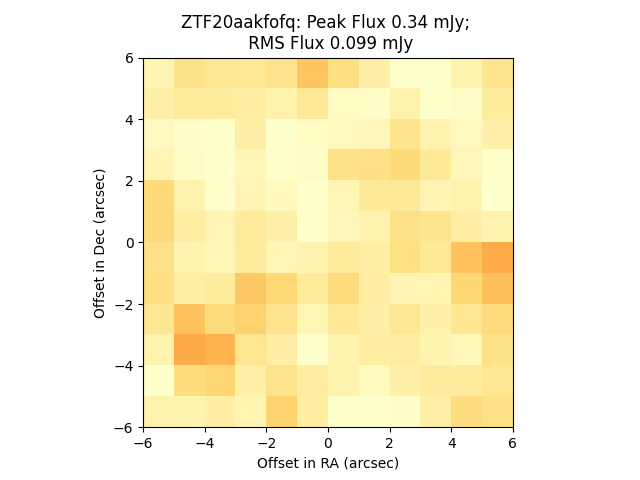 ZTF20aakfofq: Peak Flux 0.34 mJy;
RMS Flux 0.099 mJy
6
4
2
0
−2
−4
−6
Offset in Dec (arcsec)
−6 −4 −2 0 2 4 6
Offset in RA (arcsec)